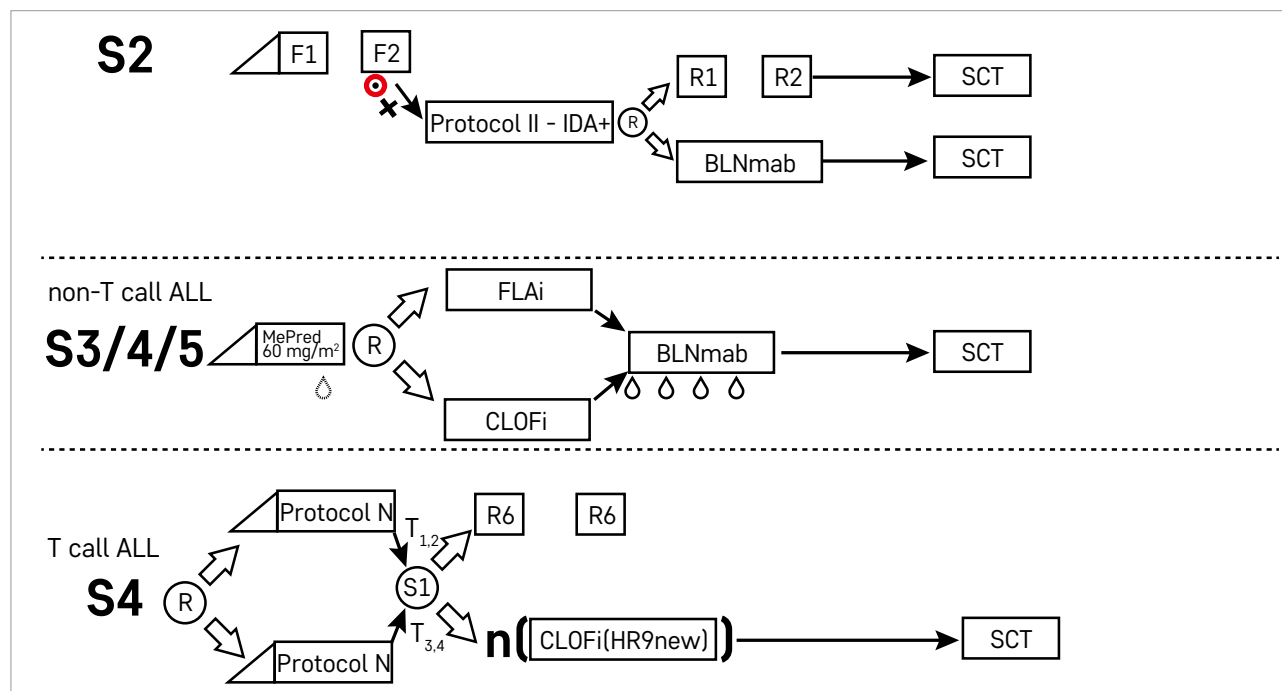 S2
F1
F2
R1
R2
SCT
Protocol II - IDA+
R
BLNmab
SCT
non-T call ALL
S3/4/5
MePred
60 mg/m²
R
FLAi
CLOFi
BLNmab
SCT
T call ALL
S4
R
Protocol N
Protocol N
T1,2
T3,4
S1
R6
R6
n(CLOFi(HR9new))
SCT